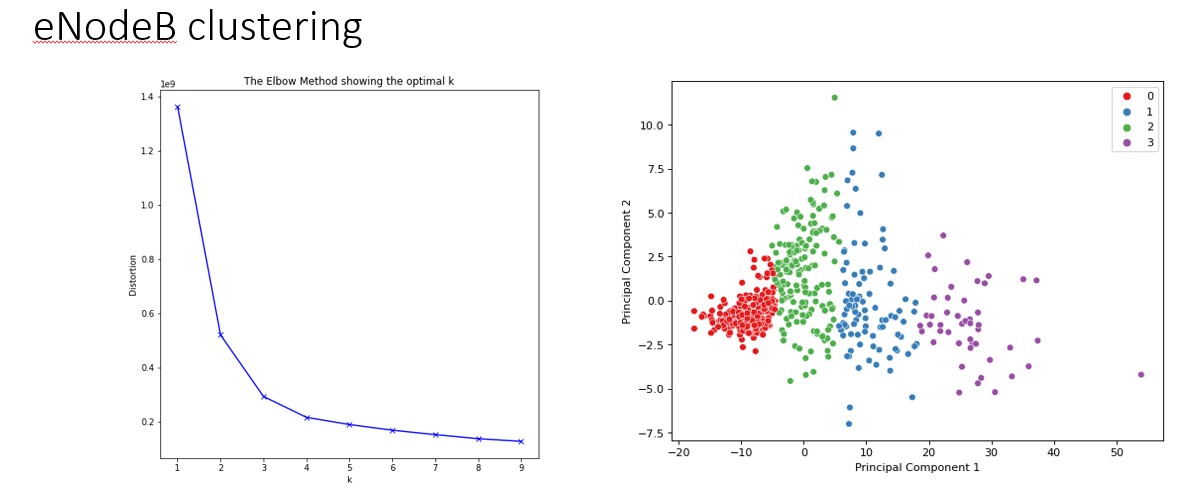 eNodeB clustering
The Elbow Method showing the optimal k
1e9
1.4
1.2
1.0
0.8
0.6
0.4
0.2
Distortion
1 2 3 4 5 6 7 8 9
k
0
1
2
3
10.0
7.5
5.0
2.5
0.0
−2.5
−5.0
−7.5
Principal Component 2
−20 −10 0 10 20 30 40 50
Principal Component 1